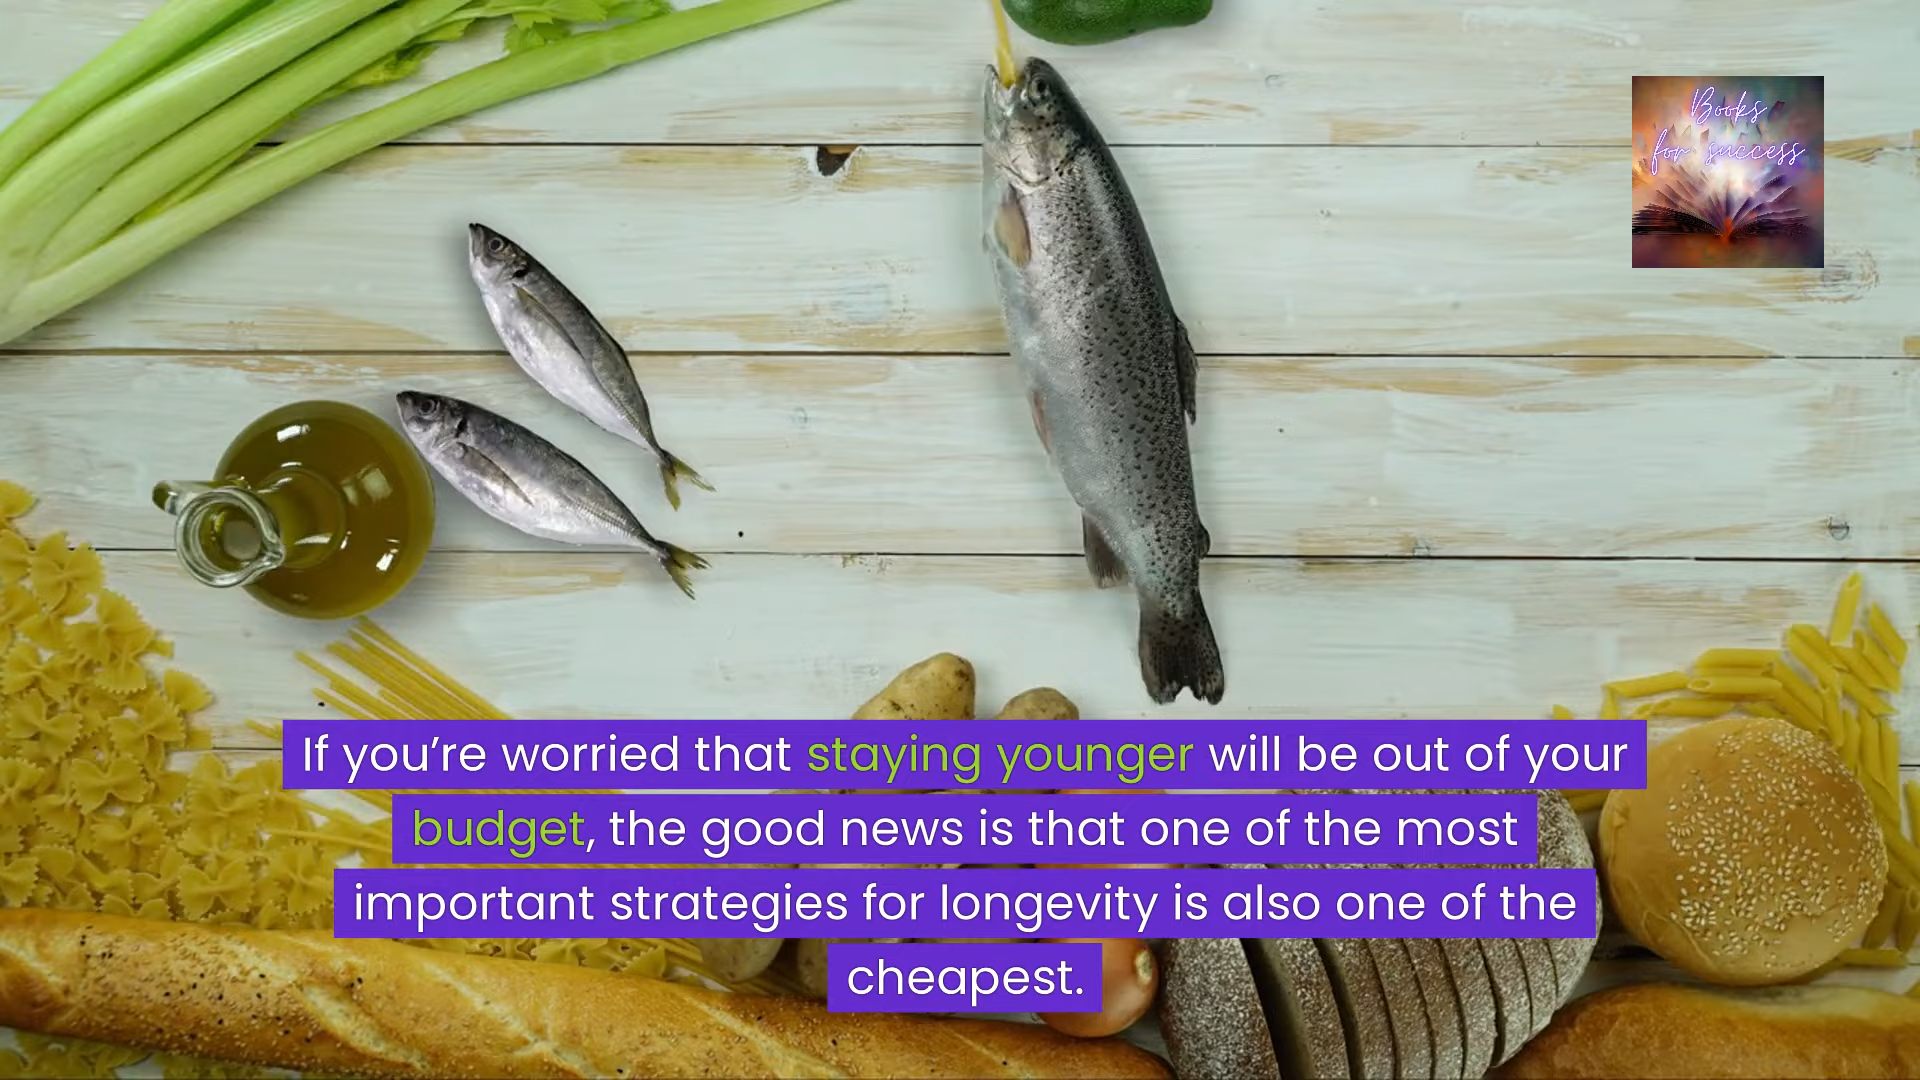 Books
for success
If you’re worried that staying younger will be out of your
budget, the good news is that one of the most
important strategies for longevity is also one of the
cheapest.